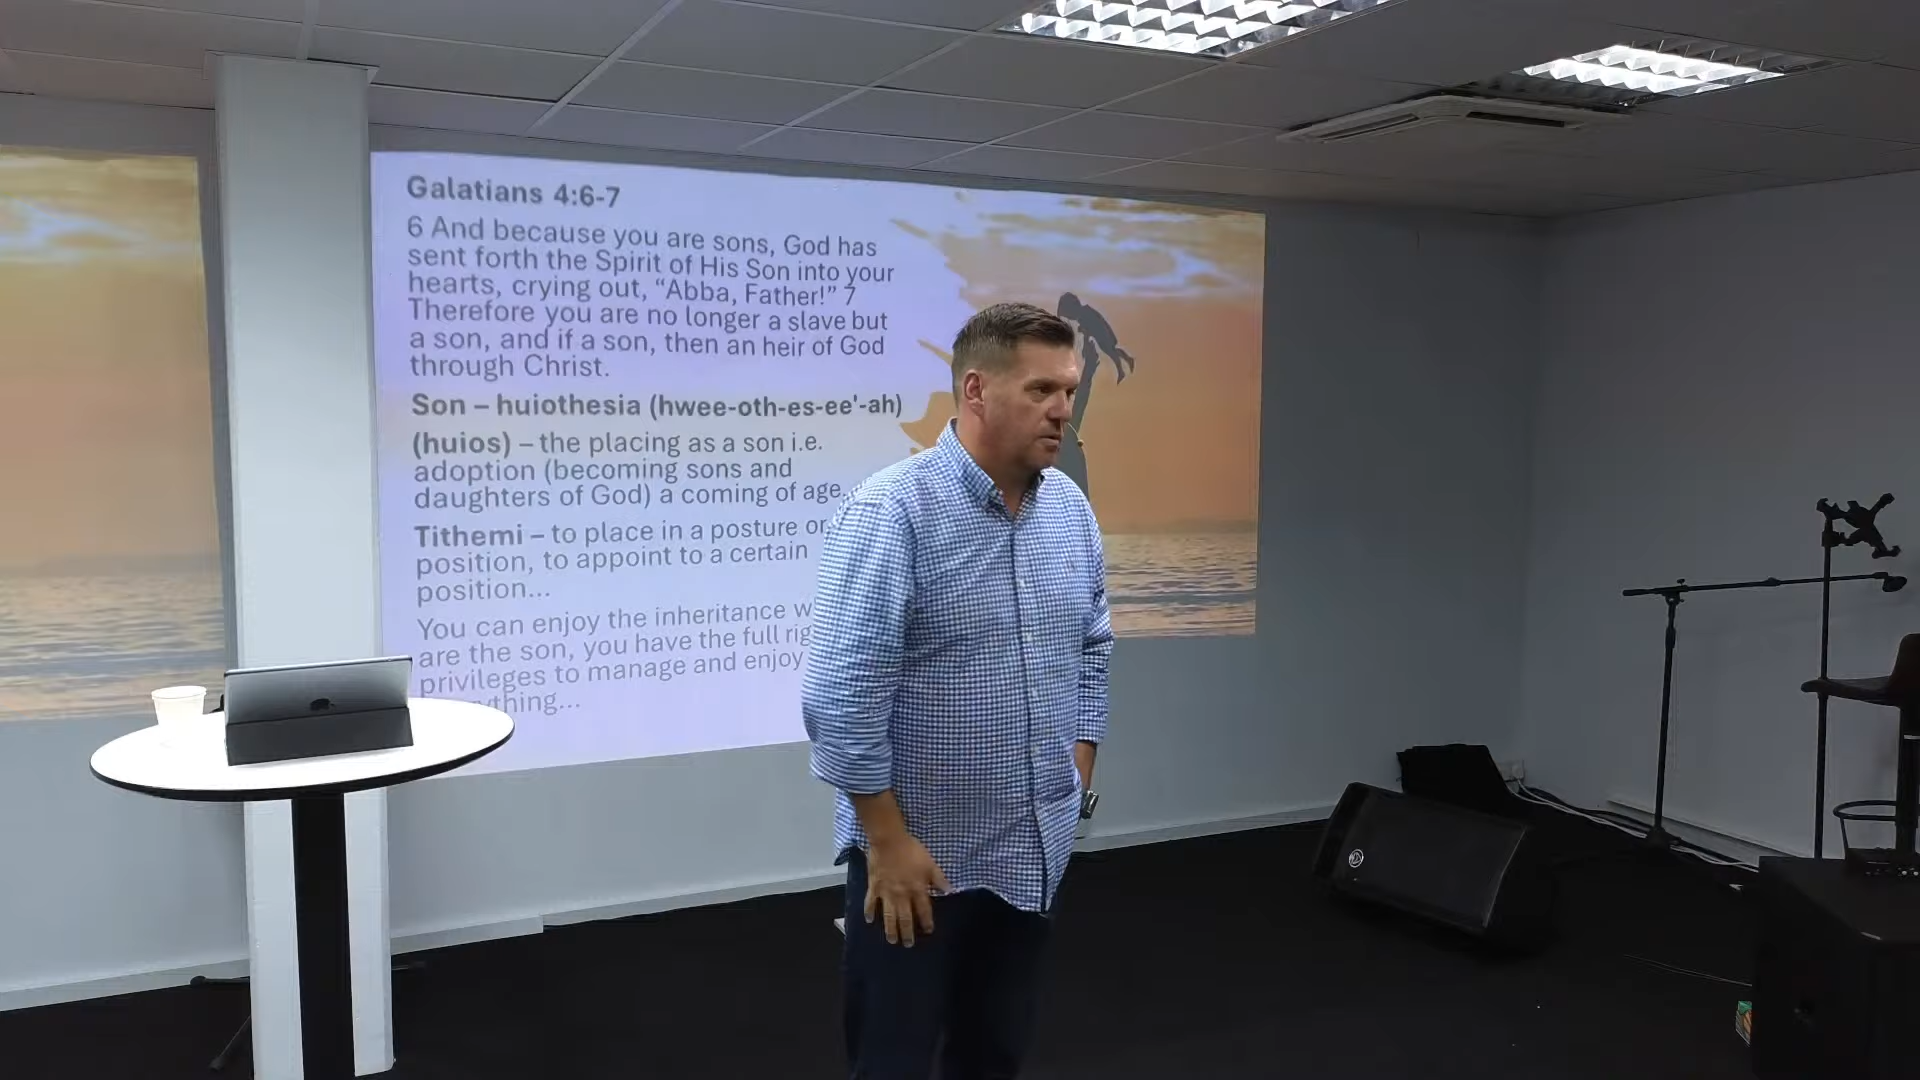 Galatians 4:6-7
6 And because you are sons, God has
sent forth the Spirit of His Son into your
hearts, crying out, “Abba, Father!” 7
Therefore you are no longer a slave but
a son, and if a son, then an heir of God
through Christ.
Son – huiothesia (hwee-oth-es-ee'-ah)
(huios) – the placing as a son i.e.
adoption (becoming sons and
daughters of God) a coming of age
Tithemi – to place in a posture or
position, to appoint to a certain
position...
You can enjoy the inheritance
are the son, you have the full
privileges to manage and enjoy